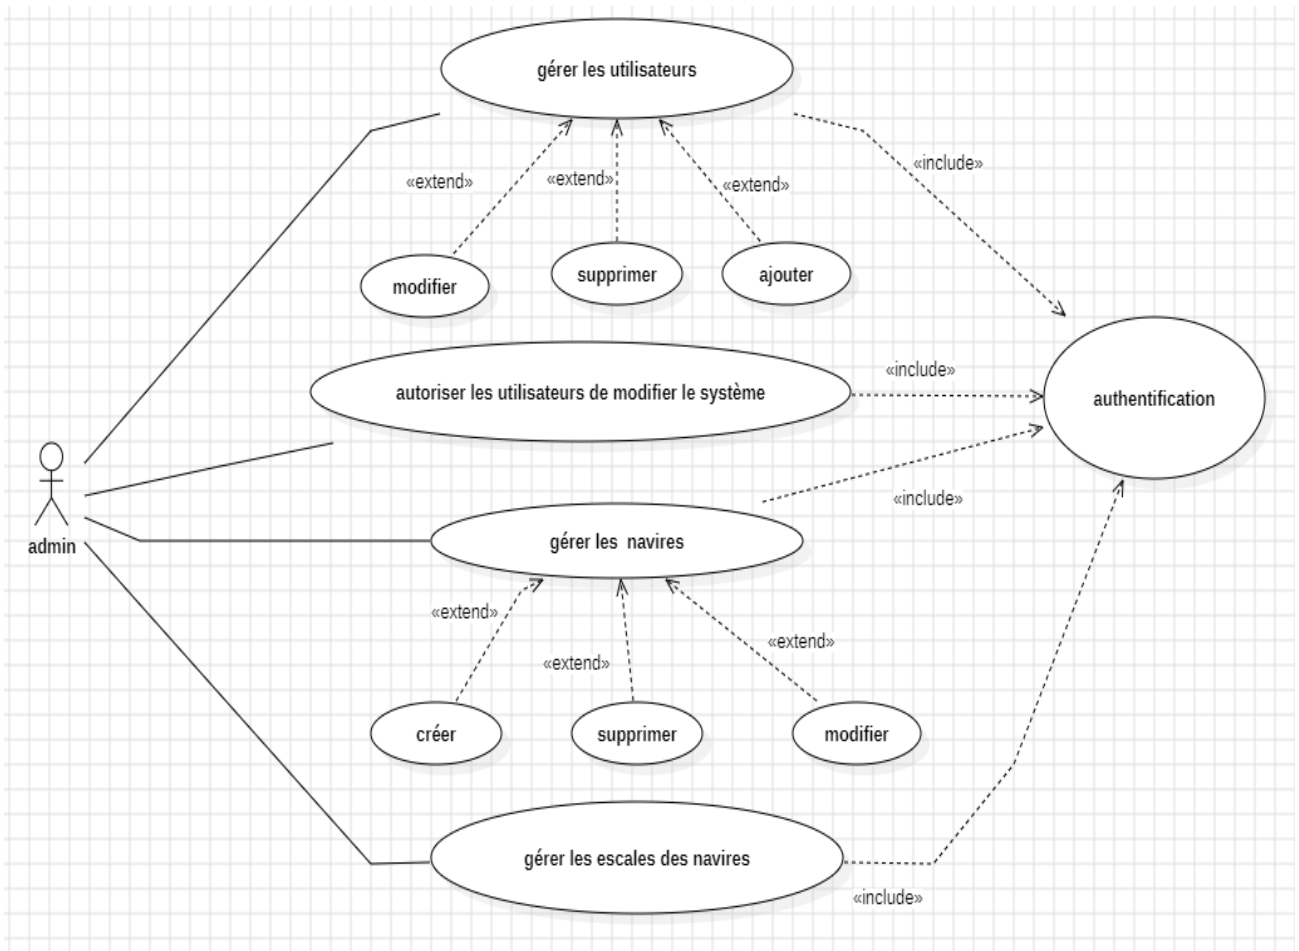 gérer les utilisateurs
«include»
«extend»
«extend»
«extend»
modifier
supprimer
ajouter
autoriser les utilisateurs de modifier le système
«include»
authentification
«include»
admin
gérer les  navires
«extend»
«extend»
«extend»
créer
supprimer
modifier
gérer les escales des navires
«include»